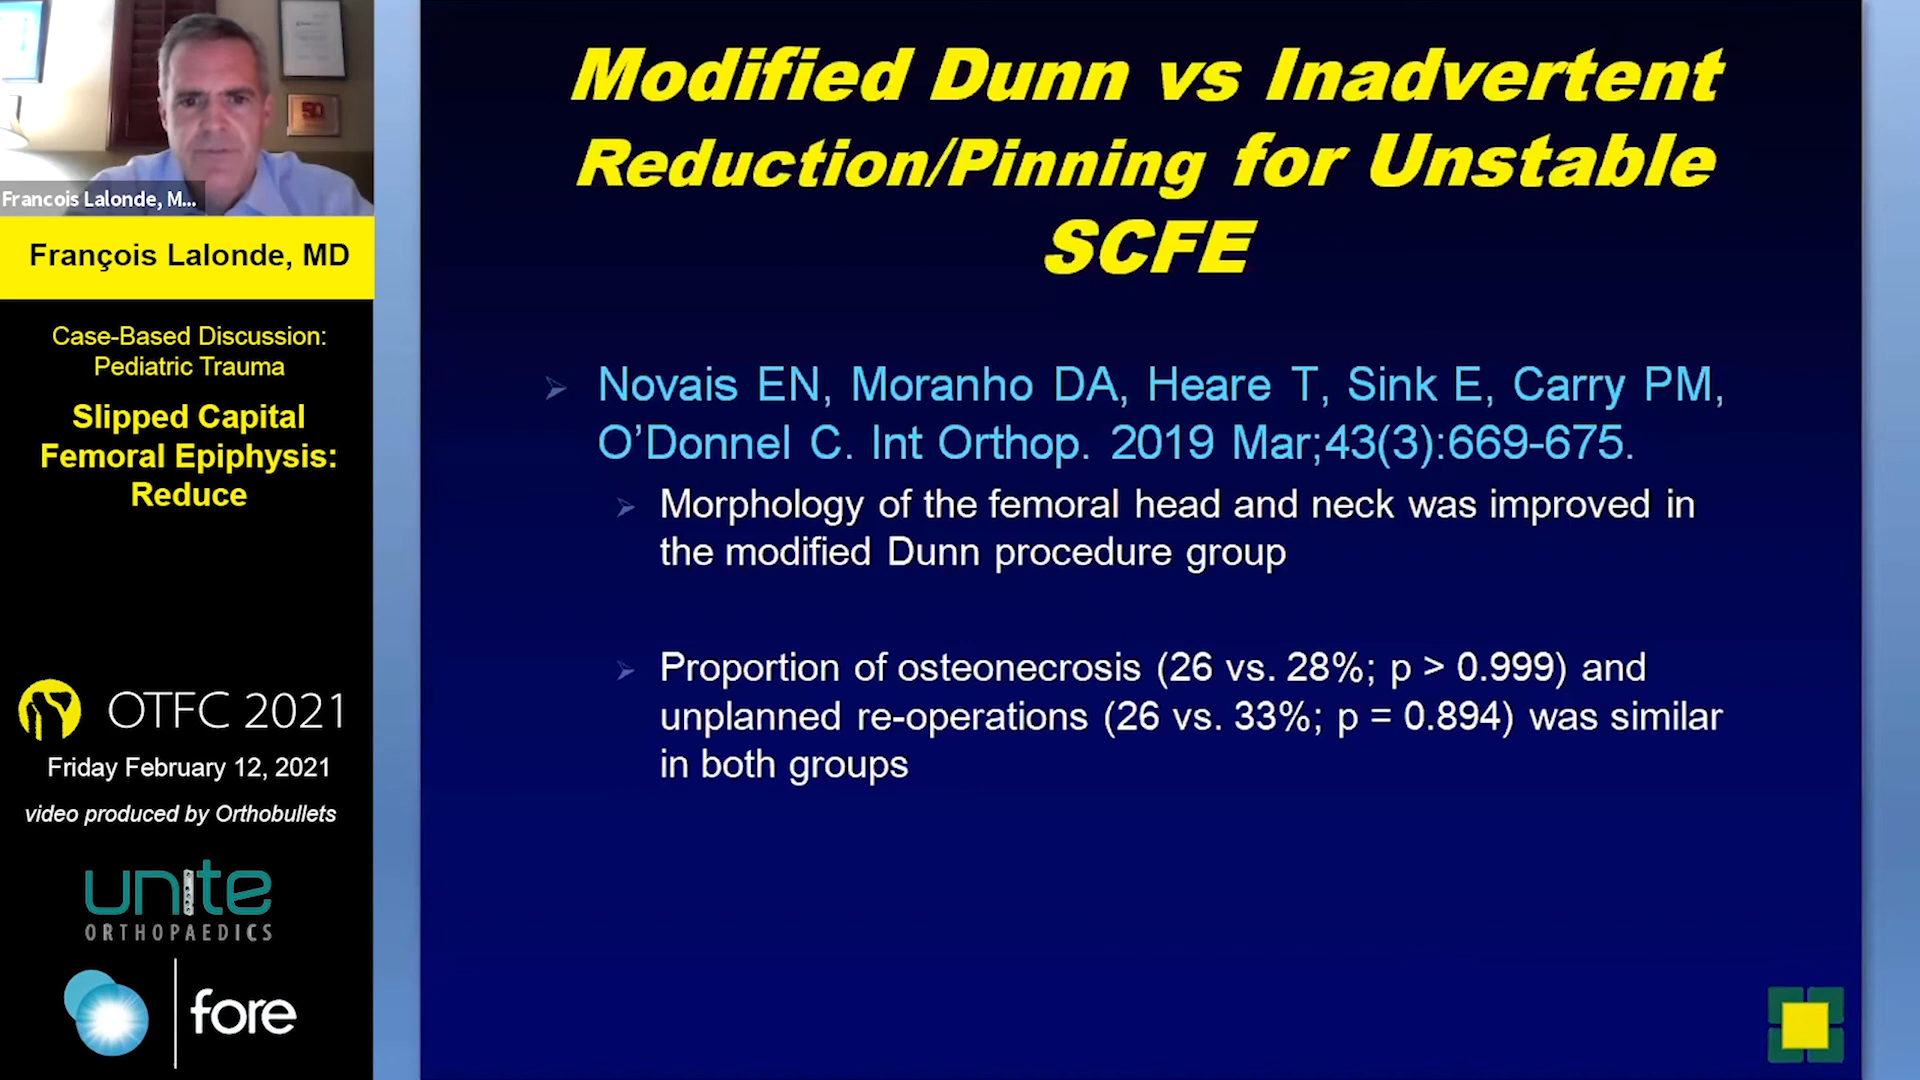 Francois Lalonde, M...
François Lalonde, MD
Case-Based Discussion:
Pediatric Trauma
Slipped Capital
Femoral Epiphysis:
Reduce
OTFC 2021
Friday February 12, 2021
video produced by Orthobullets
unite
ORTHOPAEDICS
fore
Modified Dunn vs Inadvertent
Reduction/Pinning for Unstable
SCFE
Novais EN, Moranho DA, Heare T, Sink E, Carry PM,
O’Donnel C. Int Orthop. 2019 Mar;43(3):669-675.
Morphology of the femoral head and neck was improved in
the modified Dunn procedure group
Proportion of osteonecrosis (26 vs. 28%; p > 0.999) and
unplanned re-operations (26 vs. 33%; p = 0.894) was similar
in both groups